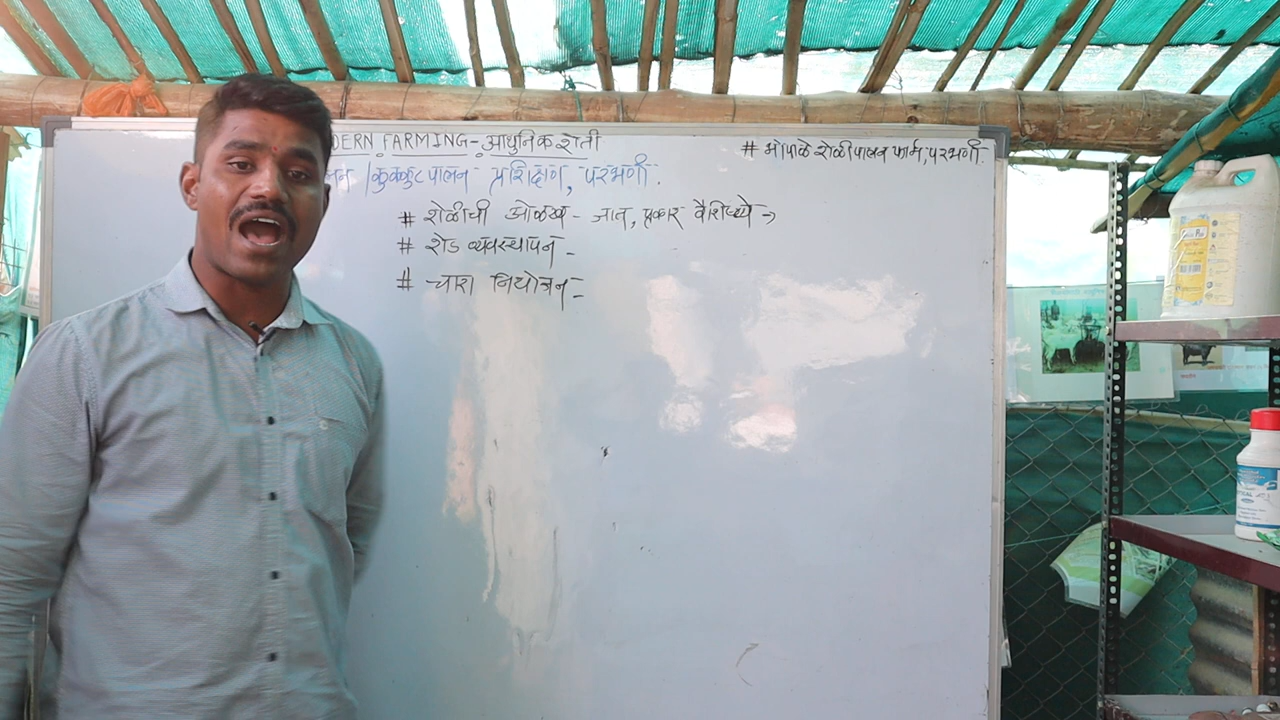 DERN FARMING - आधुनिक शेती
# भोपाळे शेळीपालन फार्म, परभणी.
/कुक्कुटपालन प्रशिक्षण, परभणी.
# शेळीची ओळख - जात, प्रकार वैशिष्ट्ये -,
# शेड व्यवस्थापन -
# चारा नियोजन -